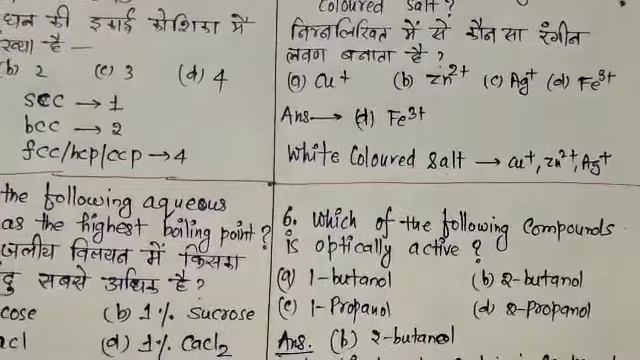 Coloured salt?
निम्नलिखित में से कौन सा रंगीन
लवण बनाता है?
(a) Cu+ (b) Zn2+ (c) Ag+ (d) Fe3+
Ans→ (d) Fe3+
White Coloured Salt → cu+, zn2+, Ag+
की इकाई कोशिका में
है —
(b) 2 (c) 3 (d) 4
scc → 1
bcc → 2
fcc/hcp/ccp → 4
the following aqueous
as the highest boiling point?
जलीय विलयन में किसका
सबसे अधिक है?
cose (b) 1% sucrose
acl (d) 1% Cacl2
6. Which of the following Compounds
is optically active?
(a) 1-butanol (b) 2-butanol
(c) 1-Propanol (d) 2-Propanol
Ans. (b) 2-butanol